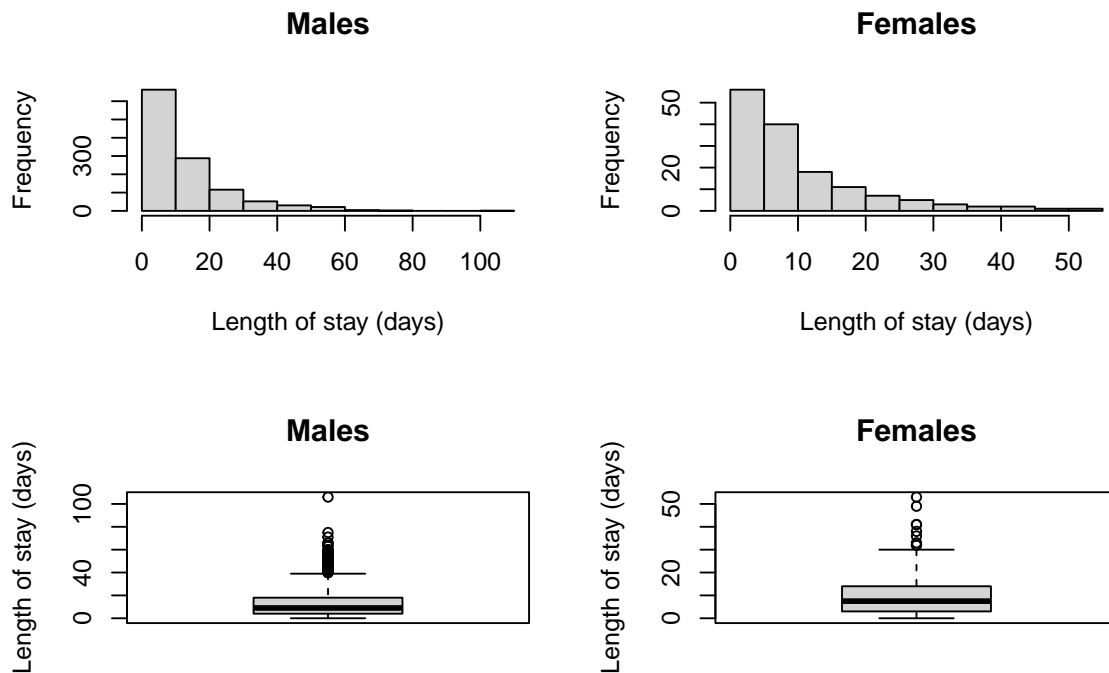 Males
Frequency
0 300
0 20 40 60 80 100
Length of stay (days)
Females
Frequency
0 20 50
0 10 20 30 40 50
Length of stay (days)
Males
Length of stay (days)
0 40 100
Females
Length of stay (days)
0 20 50